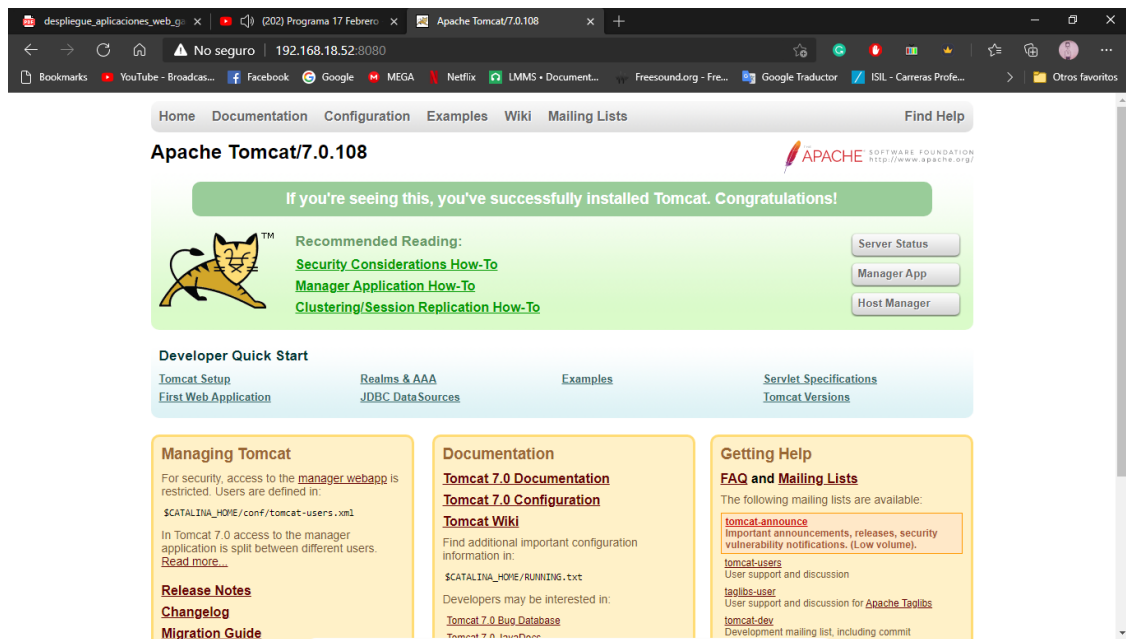 despliegue_aplicaciones_web_ga
(202) Programa 17 Febrero
Apache Tomcat/7.0.108
No seguro
192.168.18.52:8080
Bookmarks
YouTube - Broadcas...
Facebook
Google
MEGA
Netflix
LMMS • Document...
Freesound.org - Fre...
Google Traductor
ISIL - Carreras Profe...
Otros favoritos
Home Documentation Configuration Examples Wiki Mailing Lists Find Help
Apache Tomcat/7.0.108
APACHE SOFTWARE FOUNDATION
http://www.apache.org/
If you're seeing this, you've successfully installed Tomcat. Congratulations!
TM
Recommended Reading:
Security Considerations How-To
Manager Application How-To
Clustering/Session Replication How-To
Server Status
Manager App
Host Manager
Developer Quick Start
Tomcat Setup
First Web Application
Realms & AAA
JDBC DataSources
Examples
Servlet Specifications
Tomcat Versions
Managing Tomcat
For security, access to the manager webapp is
restricted. Users are defined in:
$CATALINA_HOME/conf/tomcat-users.xml
In Tomcat 7.0 access to the manager
application is split between different users.
Read more...
Release Notes
Changelog
Migration Guide
Documentation
Tomcat 7.0 Documentation
Tomcat 7.0 Configuration
Tomcat Wiki
Find additional important configuration
information in:
$CATALINA_HOME/RUNNING.txt
Developers may be interested in:
Tomcat 7.0 Bug Database
Tomcat 7.0 JavaDocs
Getting Help
FAQ and Mailing Lists
The following mailing lists are available:
tomcat-announce
Important announcements, releases, security
vulnerability notifications. (Low volume).
tomcat-users
User support and discussion
taglibs-user
User support and discussion for Apache Taglibs
tomcat-dev
Development mailing list, including commit